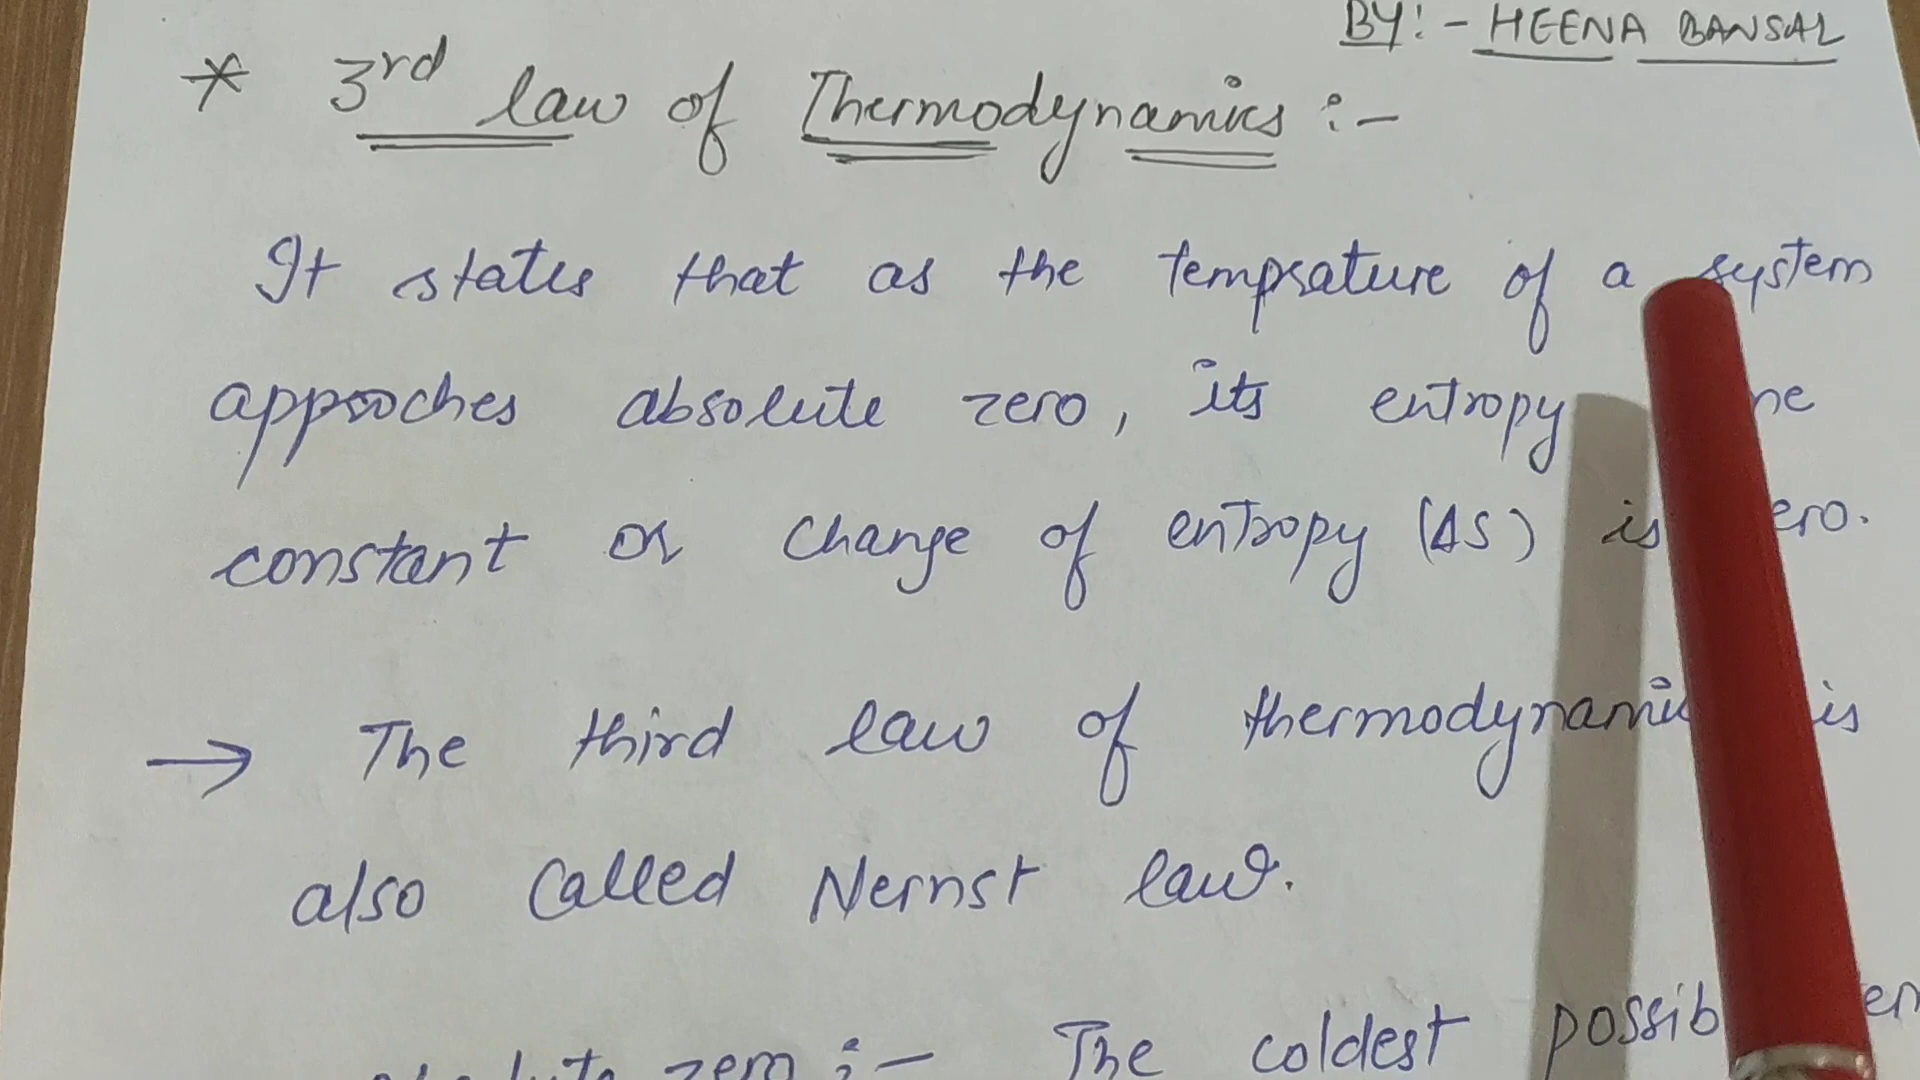 BY:- HEENA BANSAL
* 3rd law of Thermodynamics :-
It states that as the temprature of a system
approches absolute zero, its entropy
constant or change of entropy (ΔS) is
→ The third law of thermodynamic is
also called Nernst law.
zero :- The coldest